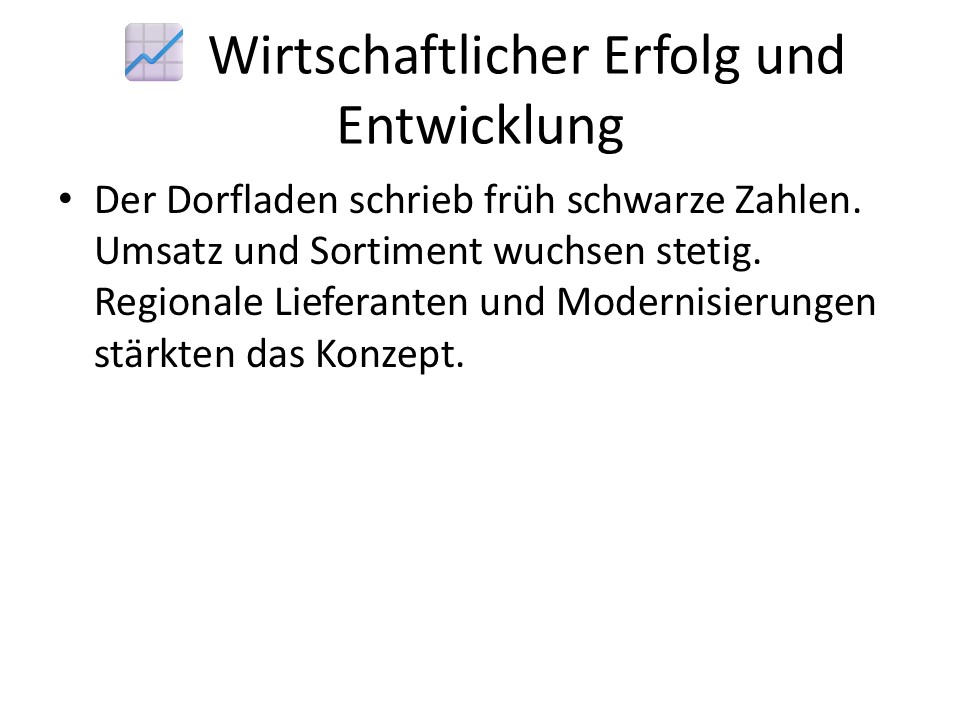 📈 Wirtschaftlicher Erfolg und
Entwicklung
• Der Dorfladen schrieb früh schwarze Zahlen.
Umsatz und Sortiment wuchsen stetig.
Regionale Lieferanten und Modernisierungen
stärkten das Konzept.